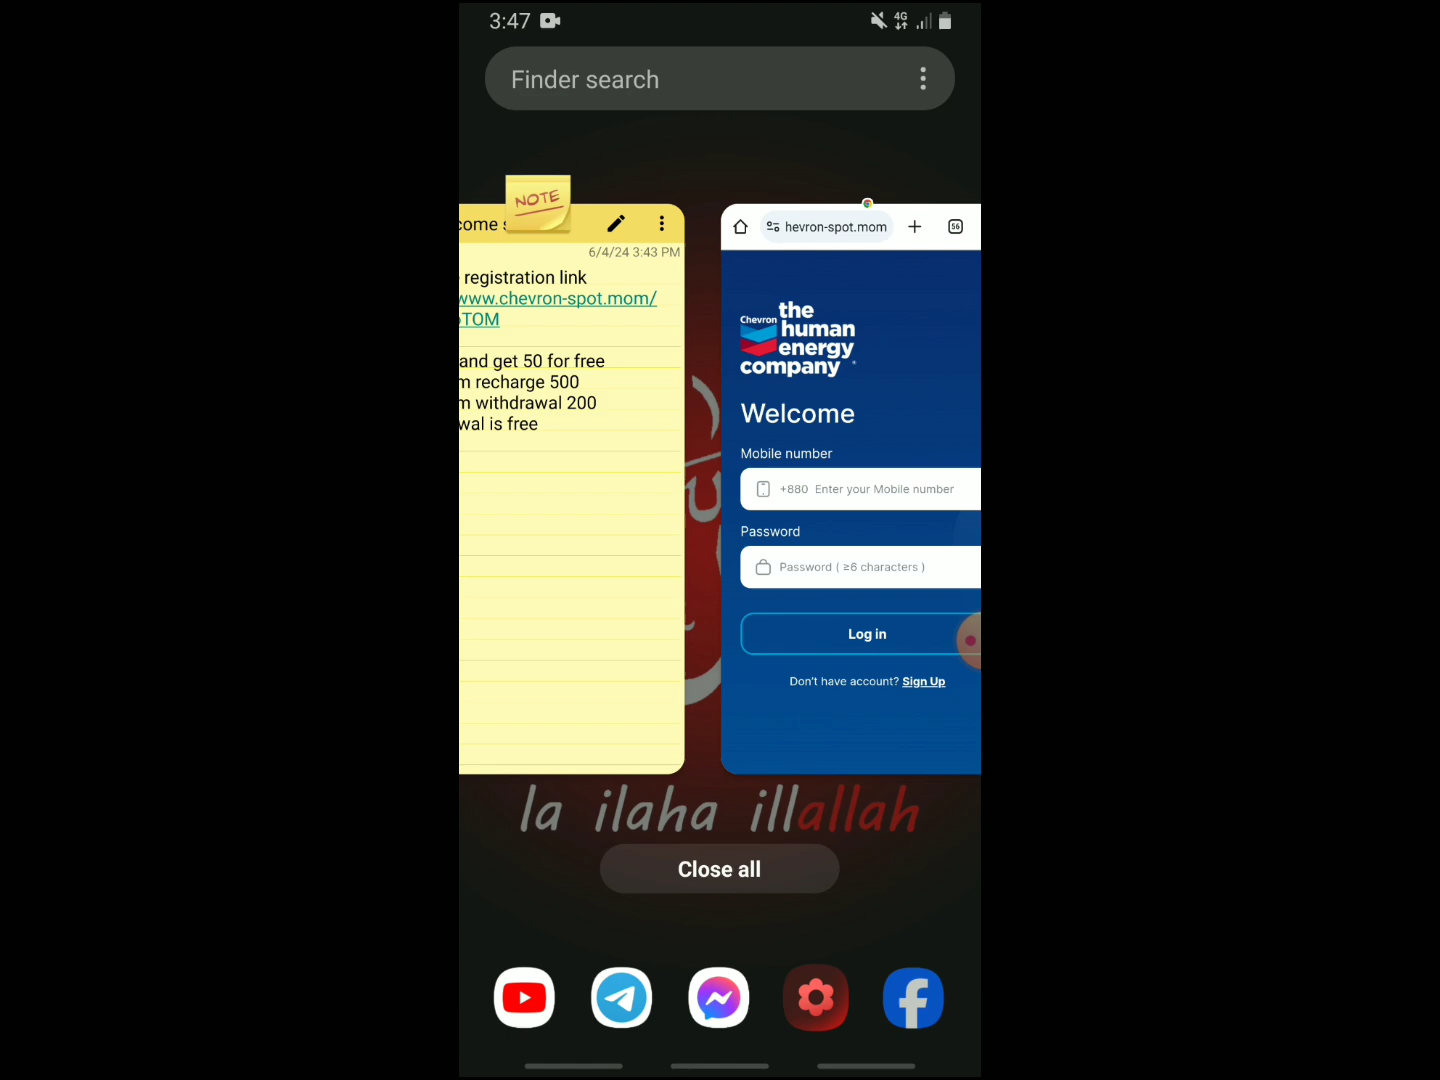 3:47
4G
Finder search
NOTE
come
6/4/24 3:43 PM
registration link
www.chevron-spot.mom/
TOM
and get 50 for free
m recharge 500
m withdrawal 200
wal is free
hevron-spot.mom
56
Chevron
the
human
energy
company
Welcome
Mobile number
+880 Enter your Mobile number
Password
Password ( ≥6 characters )
Log in
Don't have account? Sign Up
la ilaha illallah
Close all